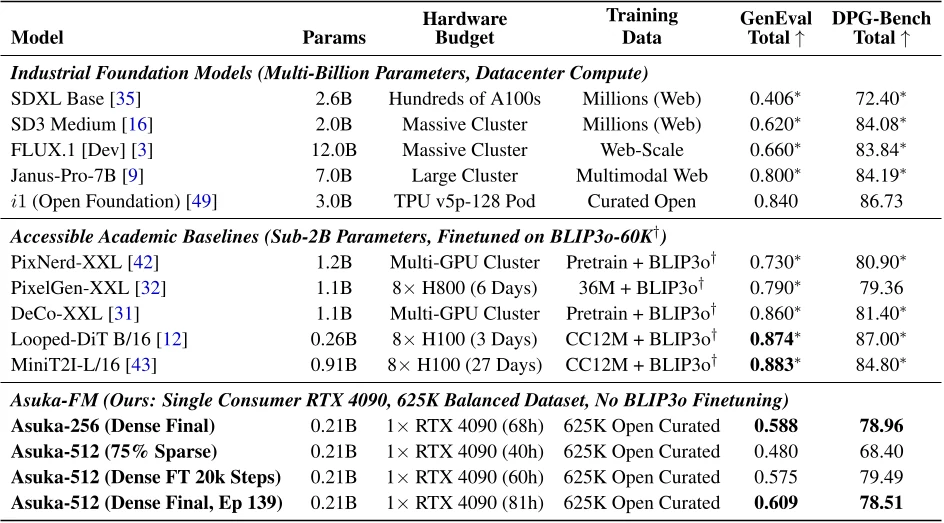 Model Params Hardware Budget Training Data GenEval Total ↑ DPG-Bench Total ↑
Industrial Foundation Models (Multi-Billion Parameters, Datacenter Compute)
SDXL Base [35] 2.6B Hundreds of A100s Millions (Web) 0.406* 72.40*
SD3 Medium [16] 2.0B Massive Cluster Millions (Web) 0.620* 84.08*
FLUX.1 [Dev] [3] 12.0B Massive Cluster Web-Scale 0.660* 83.84*
Janus-Pro-7B [9] 7.0B Large Cluster Multimodal Web 0.800* 84.19*
i1 (Open Foundation) [49] 3.0B TPU v5p-128 Pod Curated Open 0.840 86.73
Accessible Academic Baselines (Sub-2B Parameters, Finetuned on BLIP3o-60K†)
PixNerd-XXL [42] 1.2B Multi-GPU Cluster Pretrain + BLIP3o† 0.730* 80.90*
PixelGen-XXL [32] 1.1B 8× H800 (6 Days) 36M + BLIP3o† 0.790* 79.36
DeCo-XXL [31] 1.1B Multi-GPU Cluster Pretrain + BLIP3o† 0.860* 81.40*
Looped-DiT B/16 [12] 0.26B 8× H100 (3 Days) CC12M + BLIP3o† 0.874* 87.00*
MiniT2I-L/16 [43] 0.91B 8× H100 (27 Days) CC12M + BLIP3o† 0.883* 84.80*
Asuka-FM (Ours: Single Consumer RTX 4090, 625K Balanced Dataset, No BLIP3o Finetuning)
Asuka-256 (Dense Final) 0.21B 1× RTX 4090 (68h) 625K Open Curated 0.588 78.96
Asuka-512 (75% Sparse) 0.21B 1× RTX 4090 (40h) 625K Open Curated 0.480 68.40
Asuka-512 (Dense FT 20k Steps) 0.21B 1× RTX 4090 (60h) 625K Open Curated 0.575 79.49
Asuka-512 (Dense Final, Ep 139) 0.21B 1× RTX 4090 (81h) 625K Open Curated 0.609 78.51